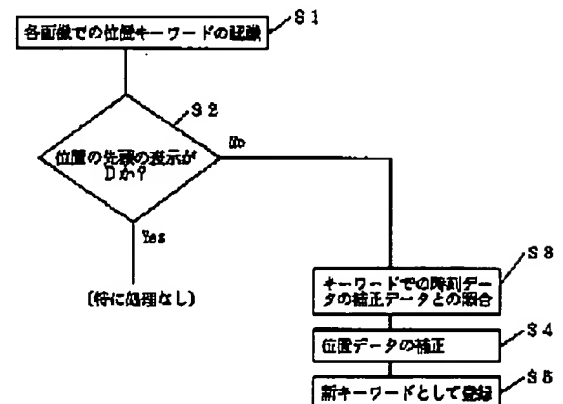 各画像での位置キーワードの認識
S1
S2
位置の先頭の表示が
Dか?
No
Yes
(特に処理なし)
キーワードでの時刻デー
タの補正データとの照合
S3
位置データの補正
S4
新キーワードとして登録
S5